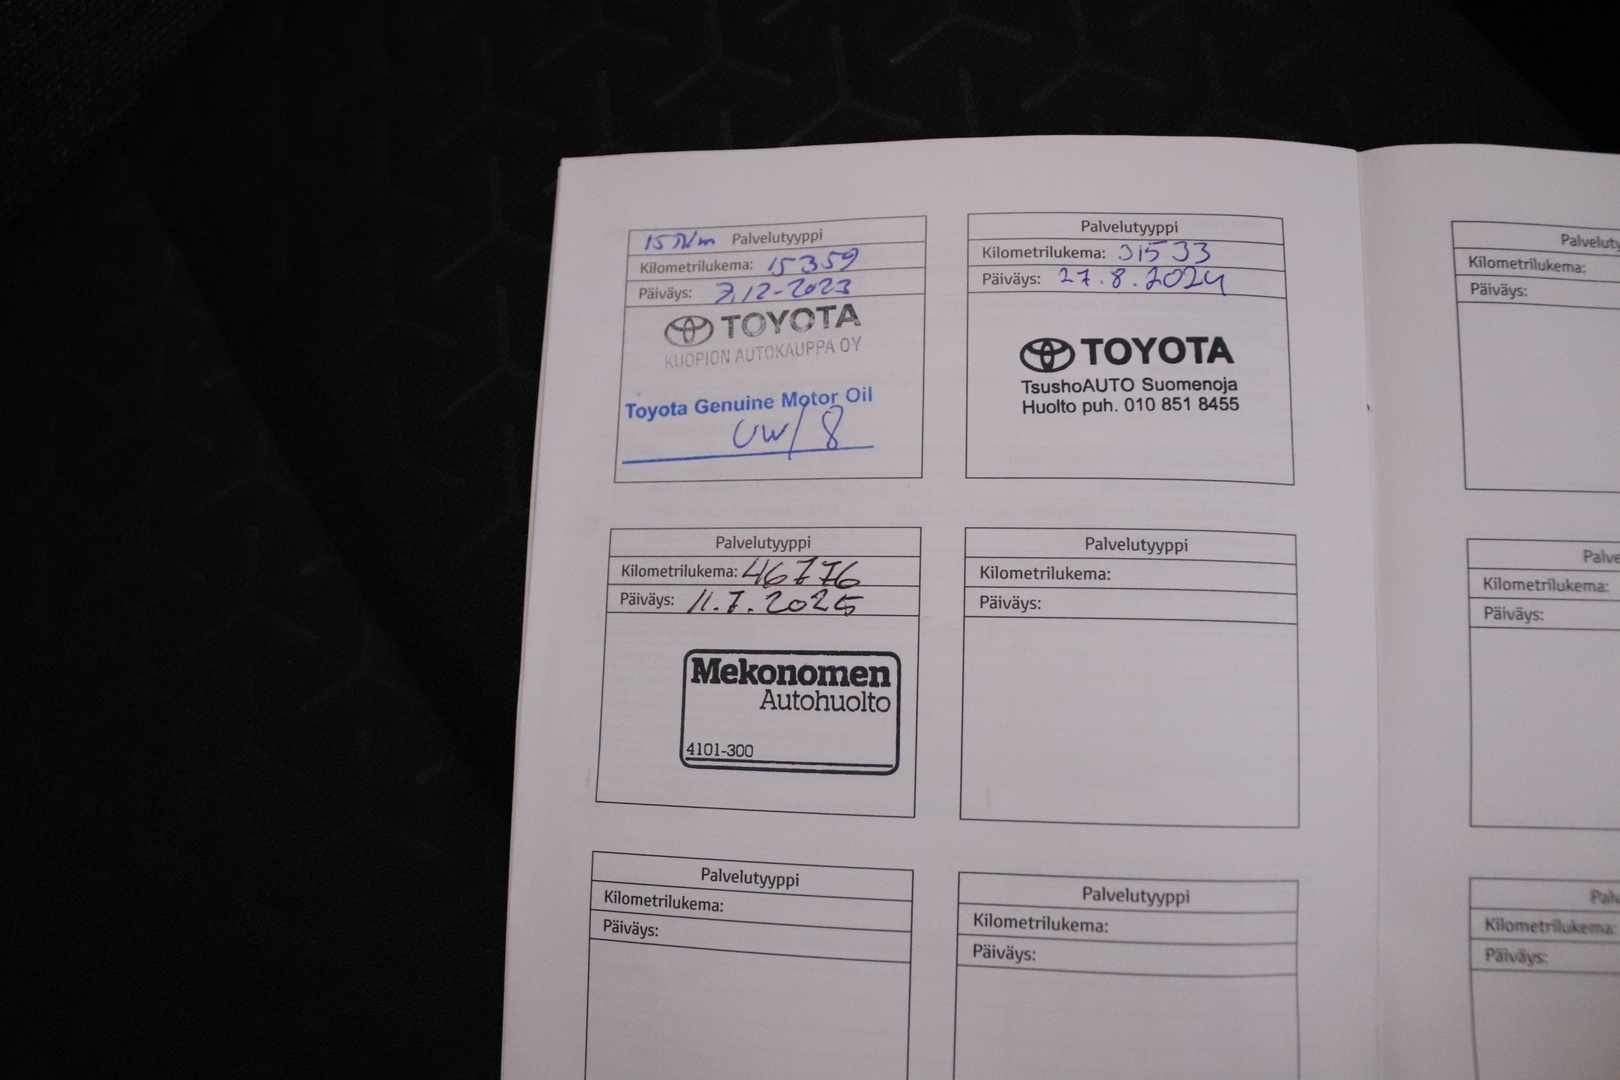 15 T/km Palvelutyyppi
Kilometrilukema: 15359
Päiväys: 7.12-2023
TOYOTA
KUOPION AUTOKAUPPA OY
Toyota Genuine Motor Oil
0W/8
Palvelutyyppi
Kilometrilukema: 31533
Päiväys: 27.8.2024
TOYOTA
TsushoAUTO Suomenoja
Huolto puh. 010 851 8455
Palvelutyyppi
Kilometrilukema: 46776
Päiväys: 11.7.2025
Mekonomen
Autohuolto
4101-300
Palvelutyyppi
Kilometrilukema:
Päiväys:
Palvelutyyppi
Kilometrilukema:
Päiväys:
Palvelutyyppi
Kilometrilukema:
Päiväys:
Kilometrilukema:
Päiväys:
Kilometrilukema:
Päiväys:
Kilometrilukema:
Päiväys: